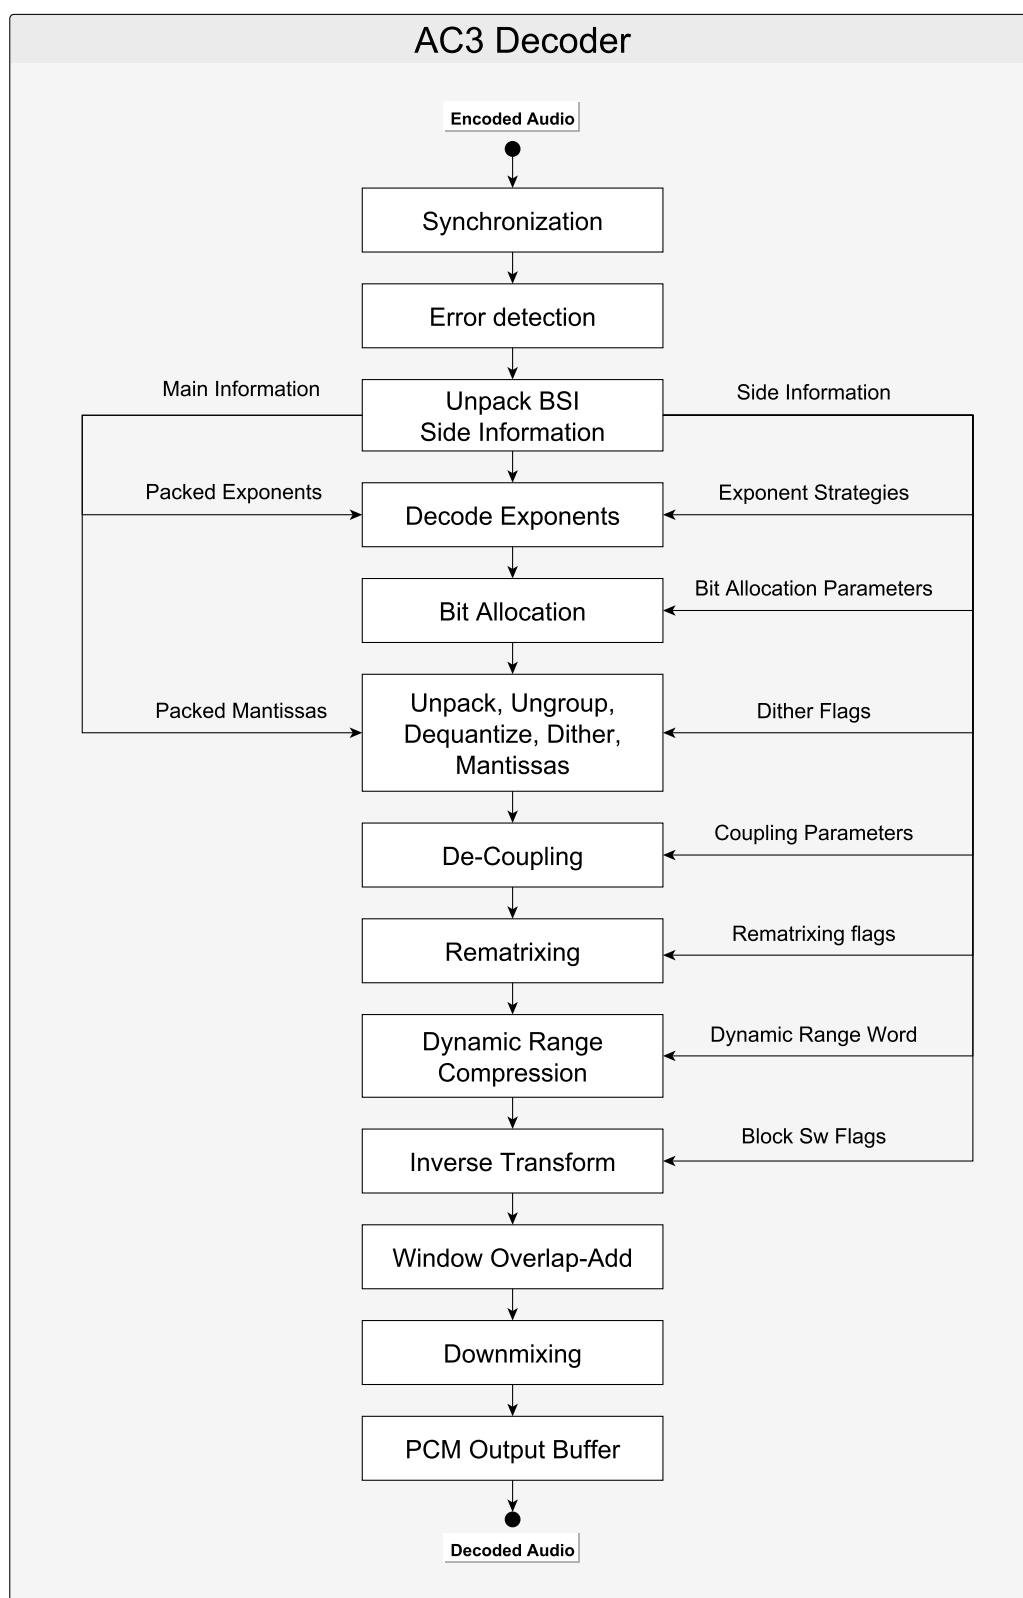 AC3 Decoder
Encoded Audio
Synchronization
Error detection
Main Information
Unpack BSI
Side Information
Side Information
Packed Exponents
Decode Exponents
Exponent Strategies
Bit Allocation
Bit Allocation Parameters
Packed Mantissas
Unpack, Ungroup,
Dequantize, Dither,
Mantissas
Dither Flags
De-Coupling
Coupling Parameters
Rematrixing
Rematrixing flags
Dynamic Range
Compression
Dynamic Range Word
Inverse Transform
Block Sw Flags
Window Overlap-Add
Downmixing
PCM Output Buffer
Decoded Audio